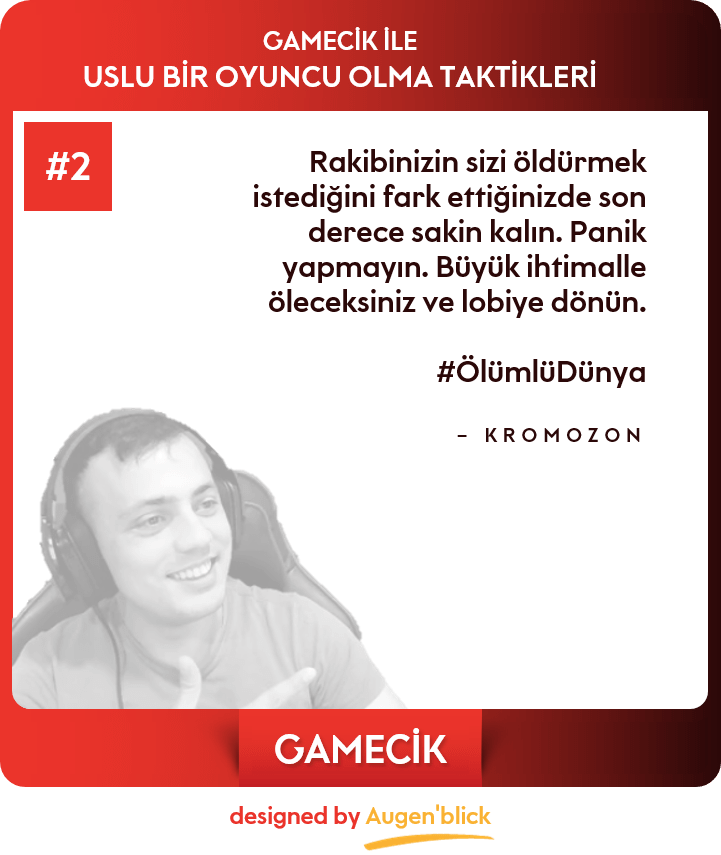 GAMECİK İLE
USLU BİR OYUNCU OLMA TAKTİKLERİ
#2
Rakibinizin sizi öldürmek
istediğini fark ettiğinizde son
derece sakin kalın. Panik
yapmayın. Büyük ihtimalle
öleceksiniz ve lobiye dönün.
#ÖlümlüDünya
– KROMOZON
GAMECİK
designed by Augen'blick